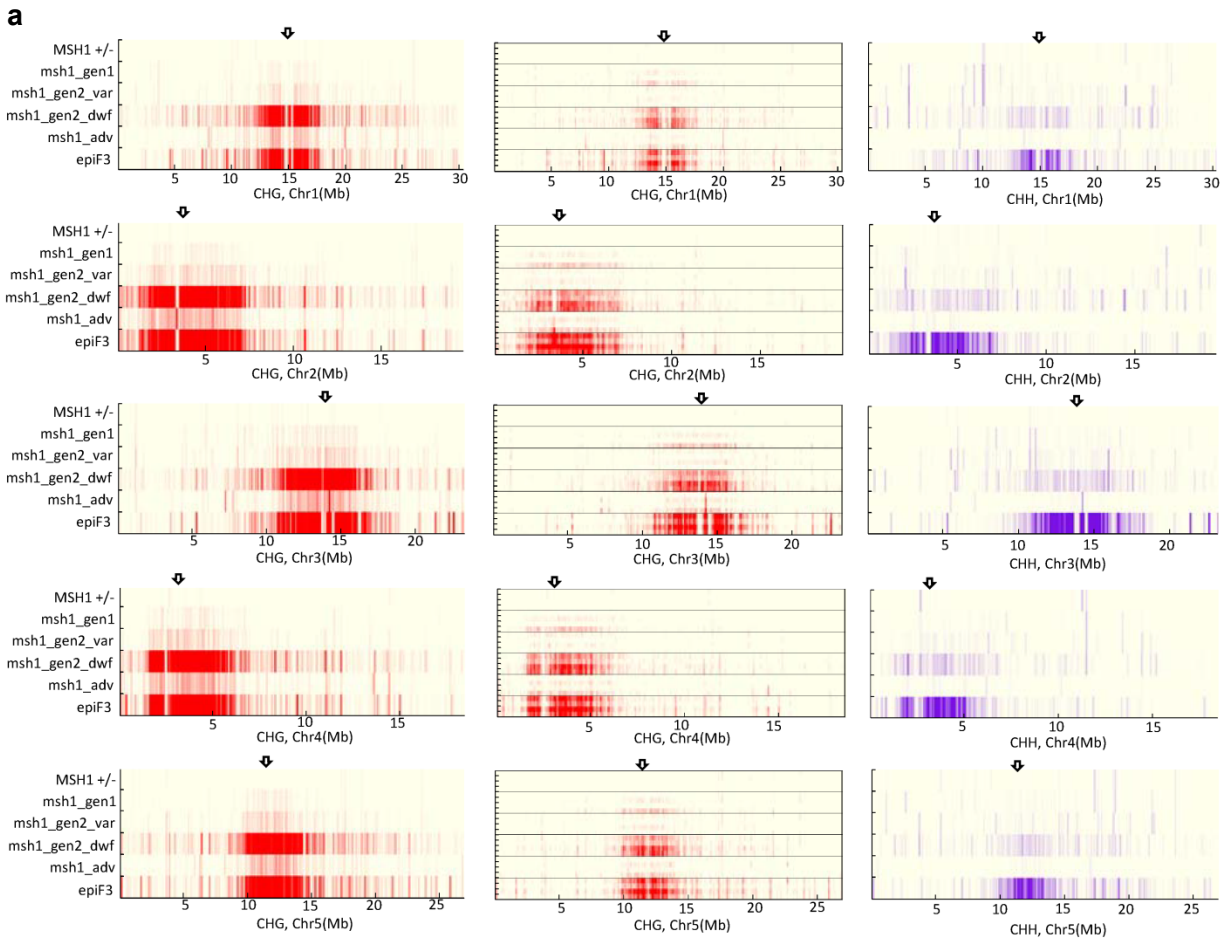 a
MSH1 +/-
msh1_gen1
msh1_gen2_var
msh1_gen2_dwf
msh1_adv
epiF3
5 10 15 20 25 30
CHG, Chr1(Mb)
5 10 15 20 25 30
CHG, Chr1(Mb)
5 10 15 20 25 30
CHH, Chr1(Mb)
MSH1 +/-
msh1_gen1
msh1_gen2_var
msh1_gen2_dwf
msh1_adv
epiF3
5 10 15
CHG, Chr2(Mb)
5 10 15
CHG, Chr2(Mb)
5 10 15
CHH, Chr2(Mb)
MSH1 +/-
msh1_gen1
msh1_gen2_var
msh1_gen2_dwf
msh1_adv
epiF3
5 10 15 20
CHG, Chr3(Mb)
5 10 15 20
CHG, Chr3(Mb)
5 10 15 20
CHH, Chr3(Mb)
MSH1 +/-
msh1_gen1
msh1_gen2_var
msh1_gen2_dwf
msh1_adv
epiF3
5 10 15
CHG, Chr4(Mb)
5 10 15
CHG, Chr4(Mb)
5 10 15
CHH, Chr4(Mb)
MSH1 +/-
msh1_gen1
msh1_gen2_var
msh1_gen2_dwf
msh1_adv
epiF3
5 10 15 20 25
CHG, Chr5(Mb)
5 10 15 20 25
CHG, Chr5(Mb)
5 10 15 20 25
CHH, Chr5(Mb)